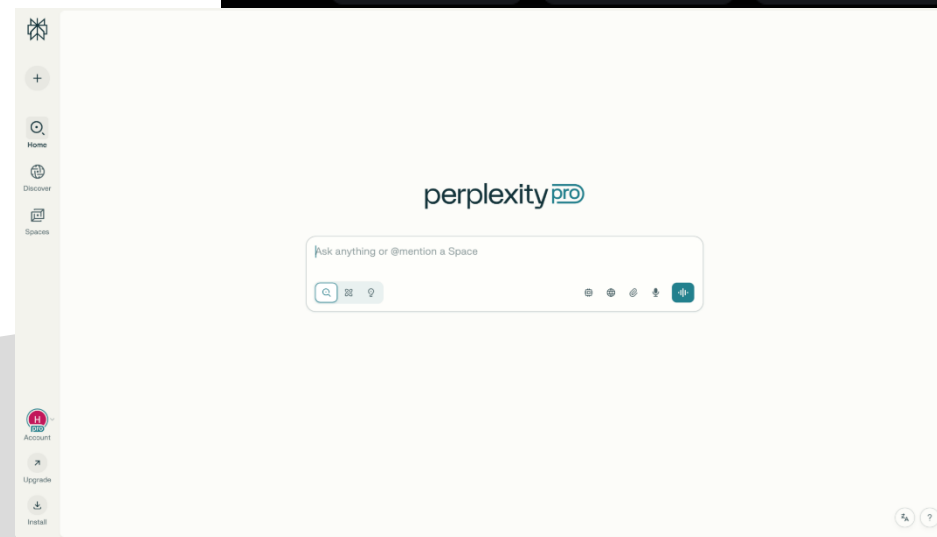 Home
Discover
Spaces
perplexity pro
Ask anything or @mention a Space
H
pro
Account
Upgrade
Install